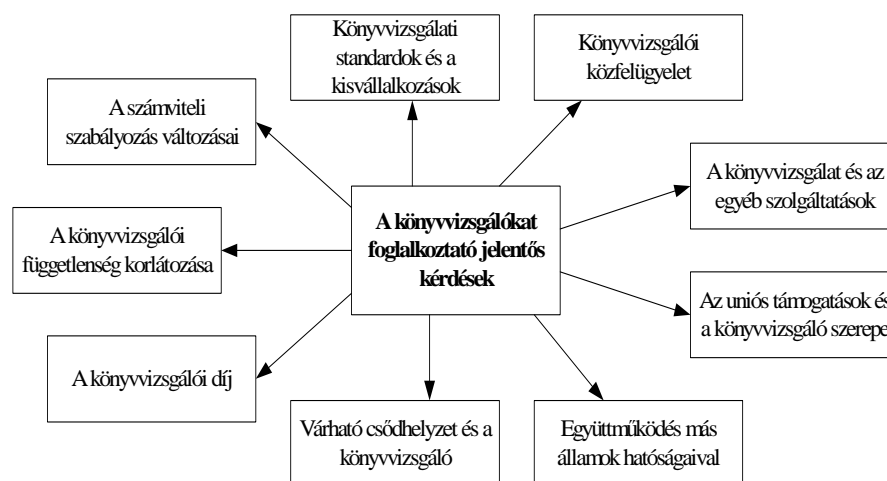 Könyvvizsgálati
standardok és a
kisvállalkozások
Könyvvizsgálói
közfelügyelet
A számviteli
szabályozás változásai
A könyvvizsgálat és az
egyéb szolgáltatások
A könyvvizsgálókat
foglalkoztató jelentős
kérdések
A könyvvizsgálói
függetlenség korlátozása
Az uniós támogatások és
a könyvvizsgáló szerepe
A könyvvizsgálói díj
Várható csődhelyzet és a
könyvvizsgáló
Együttműködés más
államok hatóságaival